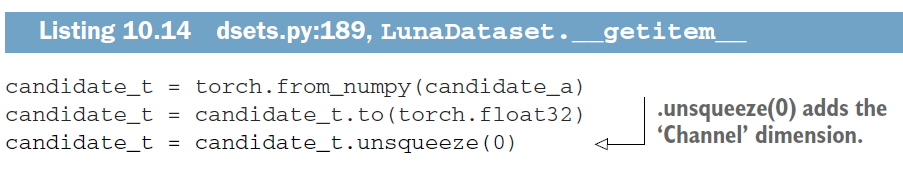 Listing 10.14 dsets.py:189, LunaDataset.__getitem__
candidate_t = torch.from_numpy(candidate_a)
candidate_t = candidate_t.to(torch.float32)
candidate_t = candidate_t.unsqueeze(0)
.unsqueeze(0) adds the
‘Channel’ dimension.